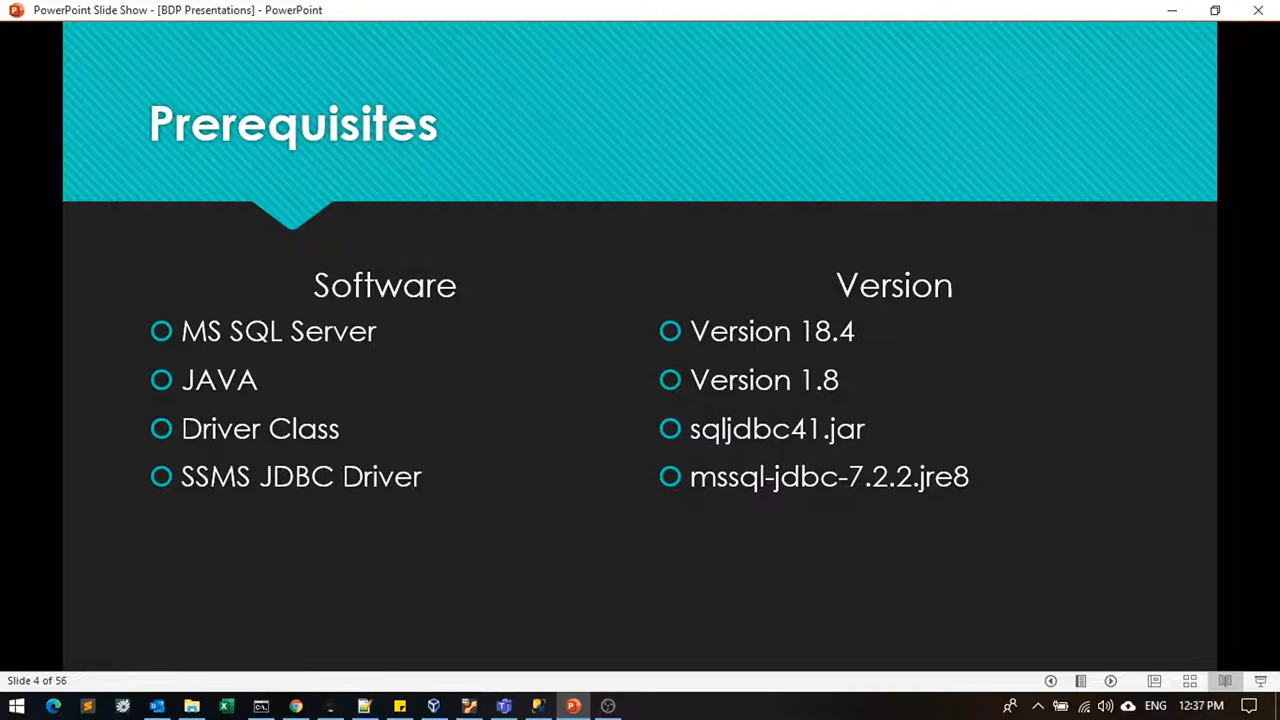 PowerPoint Slide Show - [BDP Presentations] - PowerPoint
Prerequisites
Software
Version
MS SQL Server
Version 18.4
JAVA
Version 1.8
Driver Class
sqljdbc41.jar
SSMS JDBC Driver
mssql-jdbc-7.2.2.jre8
Slide 4 of 56
ENG
12:37 PM